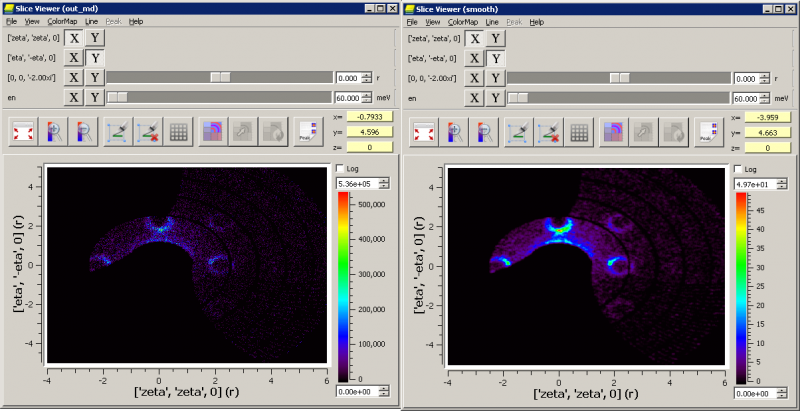 Slice Viewer (out_md)
File View ColorMap Line Peak Help
['zeta', 'zeta', 0] X Y
['eta', '-eta', 0] X Y
[0, 0, '-2.00xi'] X Y 0.000 r
en X Y 60.000 meV
Peak
x= -0.7933
y= 4.596
z= 0
Log
5.36e+05
500,000
400,000
300,000
200,000
100,000
0
0.00e+00
['eta', '-eta', 0] (r)
4
2
0
-2
-4
-4 -2 0 2 4 6
['zeta', 'zeta', 0] (r)
Slice Viewer (smooth)
File View ColorMap Line Peak Help
['zeta', 'zeta', 0] X Y
['eta', '-eta', 0] X Y
[0, 0, '-2.00xi'] X Y 0.000 r
en X Y 60.000 meV
Peak
x= -3.959
y= 4.663
z= 0
Log
4.97e+01
45
40
35
30
25
20
15
10
5
0
0.00e+00
['eta', '-eta', 0] (r)
4
2
0
-2
-4
-4 -2 0 2 4 6
['zeta', 'zeta', 0] (r)